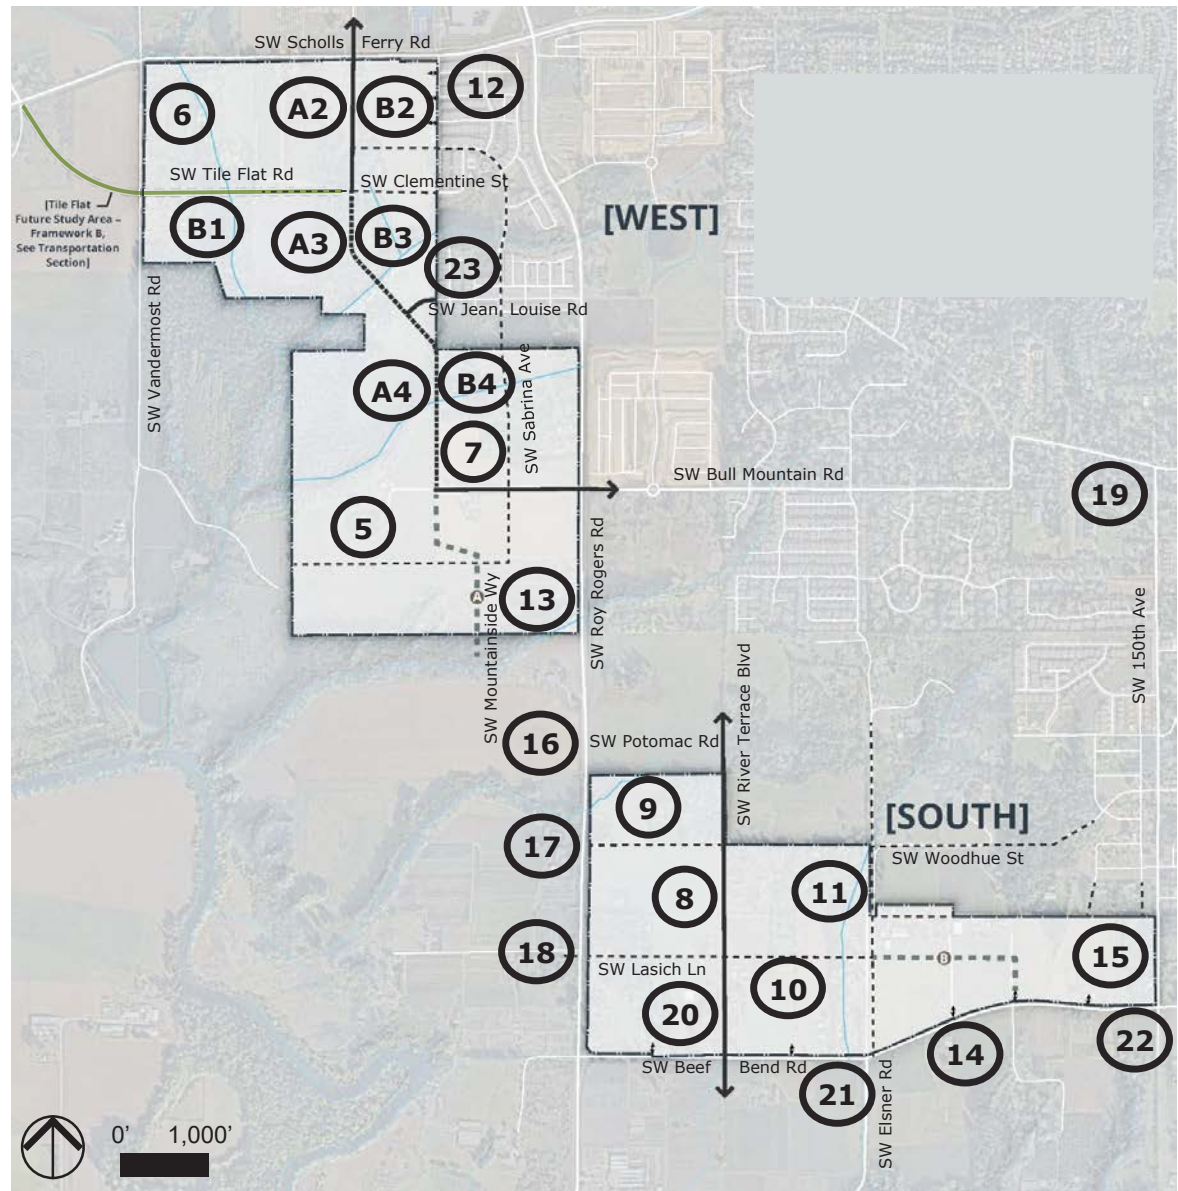 SW Scholls Ferry Rd
6
A2
B2
12
SW Tile Flat Rd
SW Clementine St
[Tile Flat
Future Study Area –
Framework B,
See Transportation
Section]
B1
A3
B3
[WEST]
23
SW Vandermost Rd
SW Jean Louise Rd
A4
B4
SW Sabrina Ave
7
SW Bull Mountain Rd
19
5
SW Roy Rogers Rd
A
13
SW Mountainside Wy
SW 150th Ave
SW River Terrace Blvd
16
SW Potomac Rd
9
[SOUTH]
17
SW Woodhue St
8
11
18
SW Lasich Ln
B
15
10
20
14
22
SW Beef Bend Rd
21
SW Elsner Rd
0' 1,000'